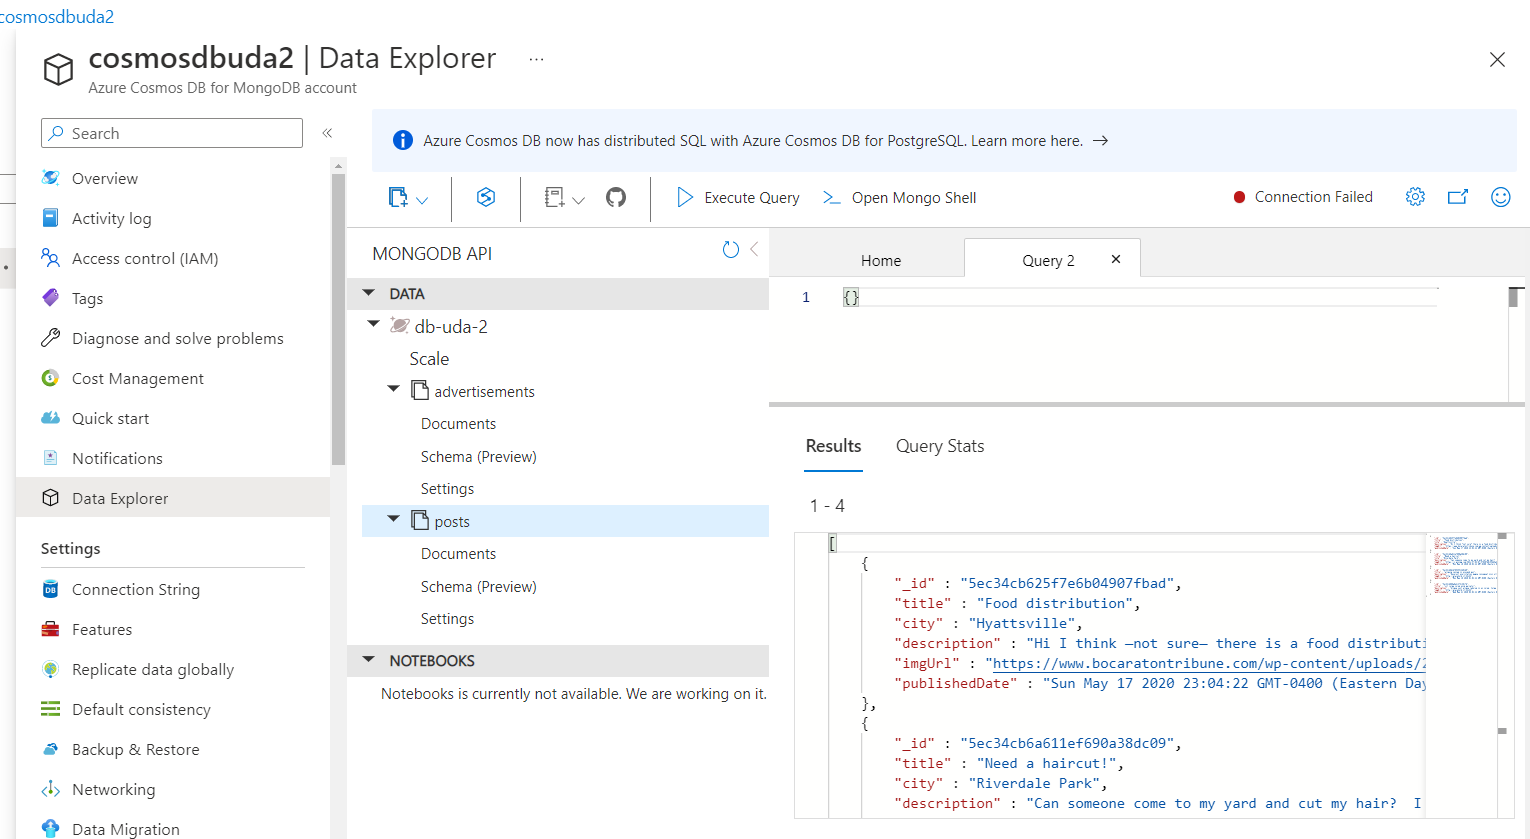 cosmosdbuda2
cosmosdbuda2 | Data Explorer ...
Azure Cosmos DB for MongoDB account
Search
Overview
Activity log
Access control (IAM)
Tags
Diagnose and solve problems
Cost Management
Quick start
Notifications
Data Explorer
Settings
Connection String
Features
Replicate data globally
Default consistency
Backup & Restore
Networking
Data Migration
Azure Cosmos DB now has distributed SQL with Azure Cosmos DB for PostgreSQL. Learn more here. →
Execute Query Open Mongo Shell Connection Failed
MONGODB API
DATA
db-uda-2
Scale
advertisements
Documents
Schema (Preview)
Settings
posts
Documents
Schema (Preview)
Settings
NOTEBOOKS
Notebooks is currently not available. We are working on it.
Home Query 2
1 {}
Results Query Stats
1 - 4
[
{
"_id" : "5ec34cb625f7e6b04907fbad",
"title" : "Food distribution",
"city" : "Hyattsville",
"description" : "Hi I think —not sure— there is a food distributi
"imgUrl" : "https://www.bocaratontribune.com/wp-content/uploads/2
"publishedDate" : "Sun May 17 2020 23:04:22 GMT-0400 (Eastern Day
},
{
"_id" : "5ec34cb6a611ef690a38dc09",
"title" : "Need a haircut!",
"city" : "Riverdale Park",
"description" : "Can someone come to my yard and cut my hair?  I